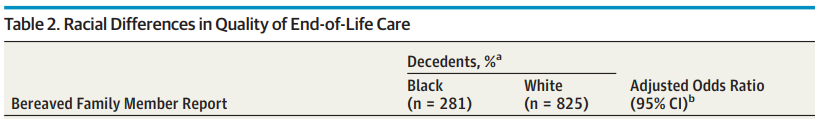 Table 2. Racial Differences in Quality of End-of-Life Care
Decedents, %a
Black White Adjusted Odds Ratio
Bereaved Family Member Report (n = 281) (n = 825) (95% CI)b